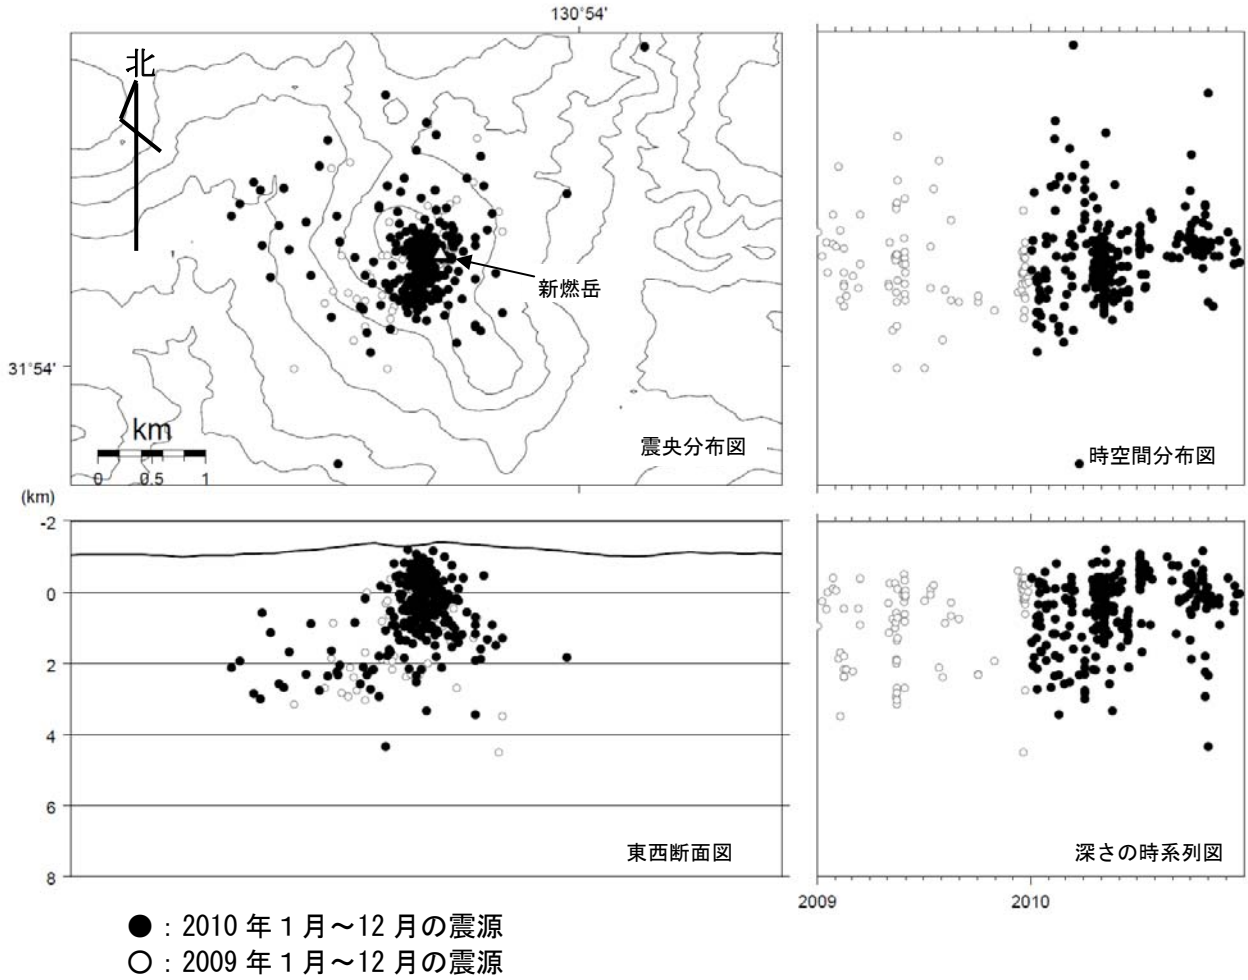 130°54′
北
新燃岳
31°54′
km
0 0.5 1
震央分布図
時空間分布図
(km)
-2
0
2
4
6
8
東西断面図
深さの時系列図
2009 2010
●：2010 年 1 月～12 月の震源
○：2009 年 1 月～12 月の震源